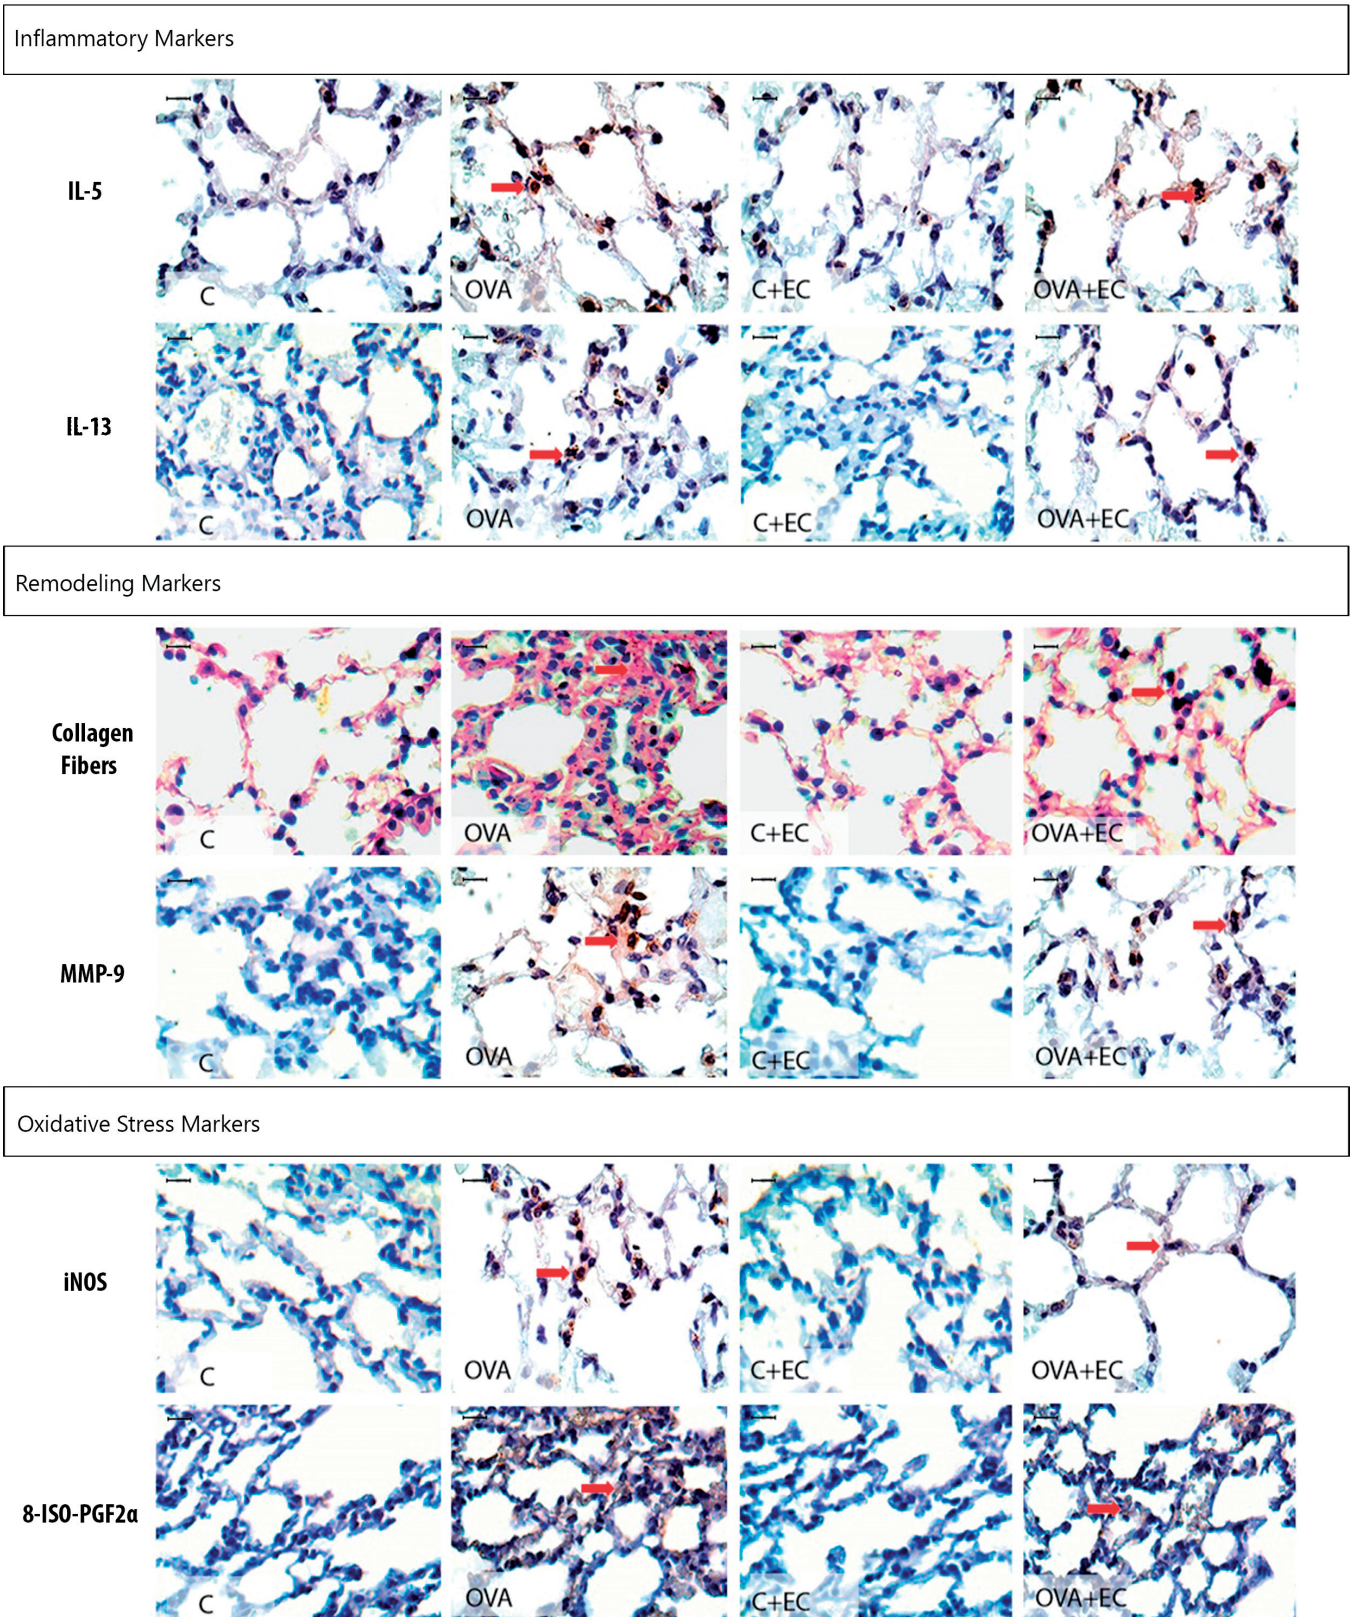 Inflammatory Markers
IL-5
C
OVA
C+EC
OVA+EC
IL-13
C
OVA
C+EC
OVA+EC
Remodeling Markers
Collagen
Fibers
C
OVA
C+EC
OVA+EC
MMP-9
C
OVA
C+EC
OVA+EC
Oxidative Stress Markers
iNOS
C
OVA
C+EC
OVA+EC
8-ISO-PGF2α
C
OVA
C+EC
OVA+EC